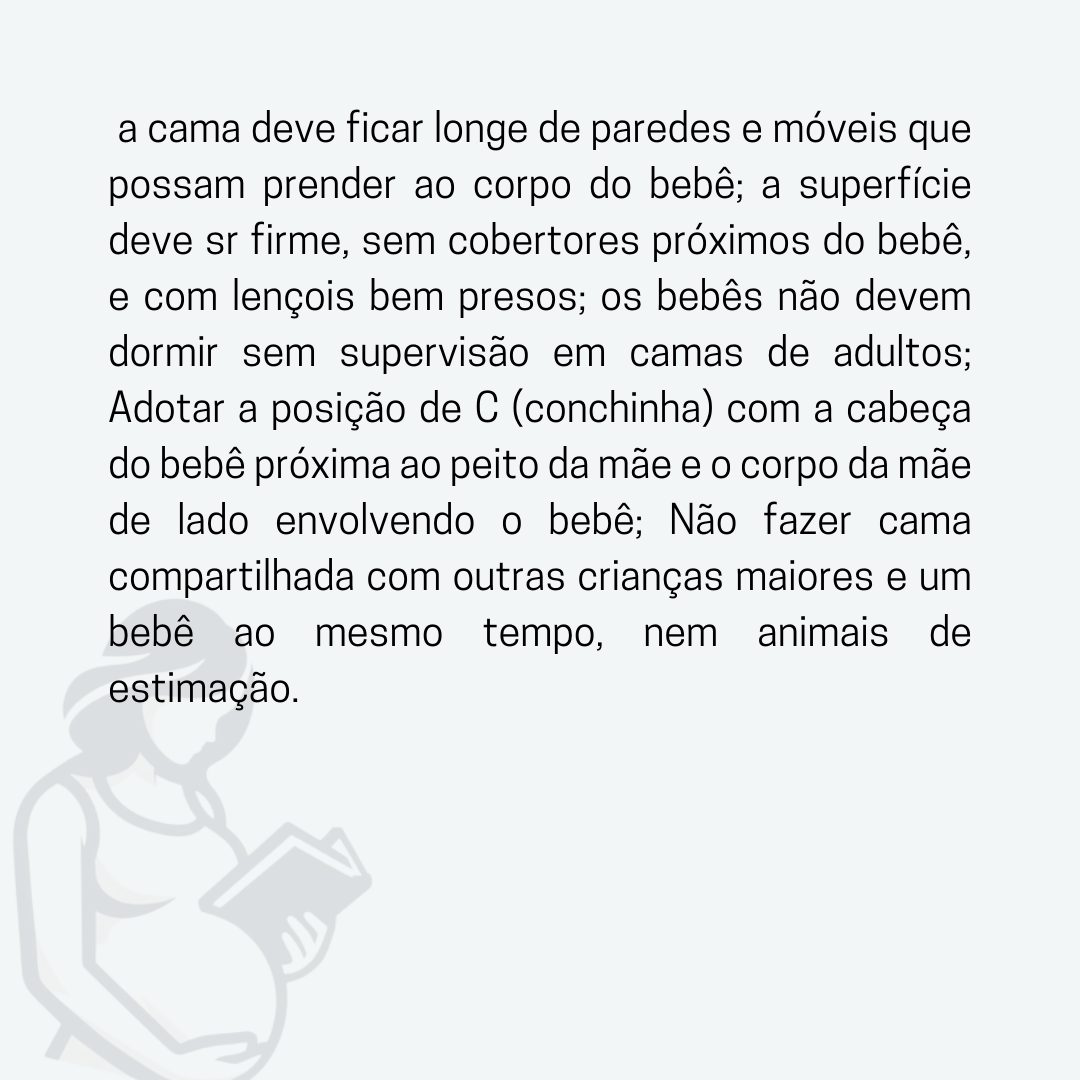 a cama deve ficar longe de paredes e móveis que
possam prender ao corpo do bebê; a superfície
deve sr firme, sem cobertores próximos do bebê,
e com lençois bem presos; os bebês não devem
dormir sem supervisão em camas de adultos;
Adotar a posição de C (conchinha) com a cabeça
do bebê próxima ao peito da mãe e o corpo da mãe
de lado envolvendo o bebê; Não fazer cama
compartilhada com outras crianças maiores e um
bebê ao mesmo tempo, nem animais de
estimação.